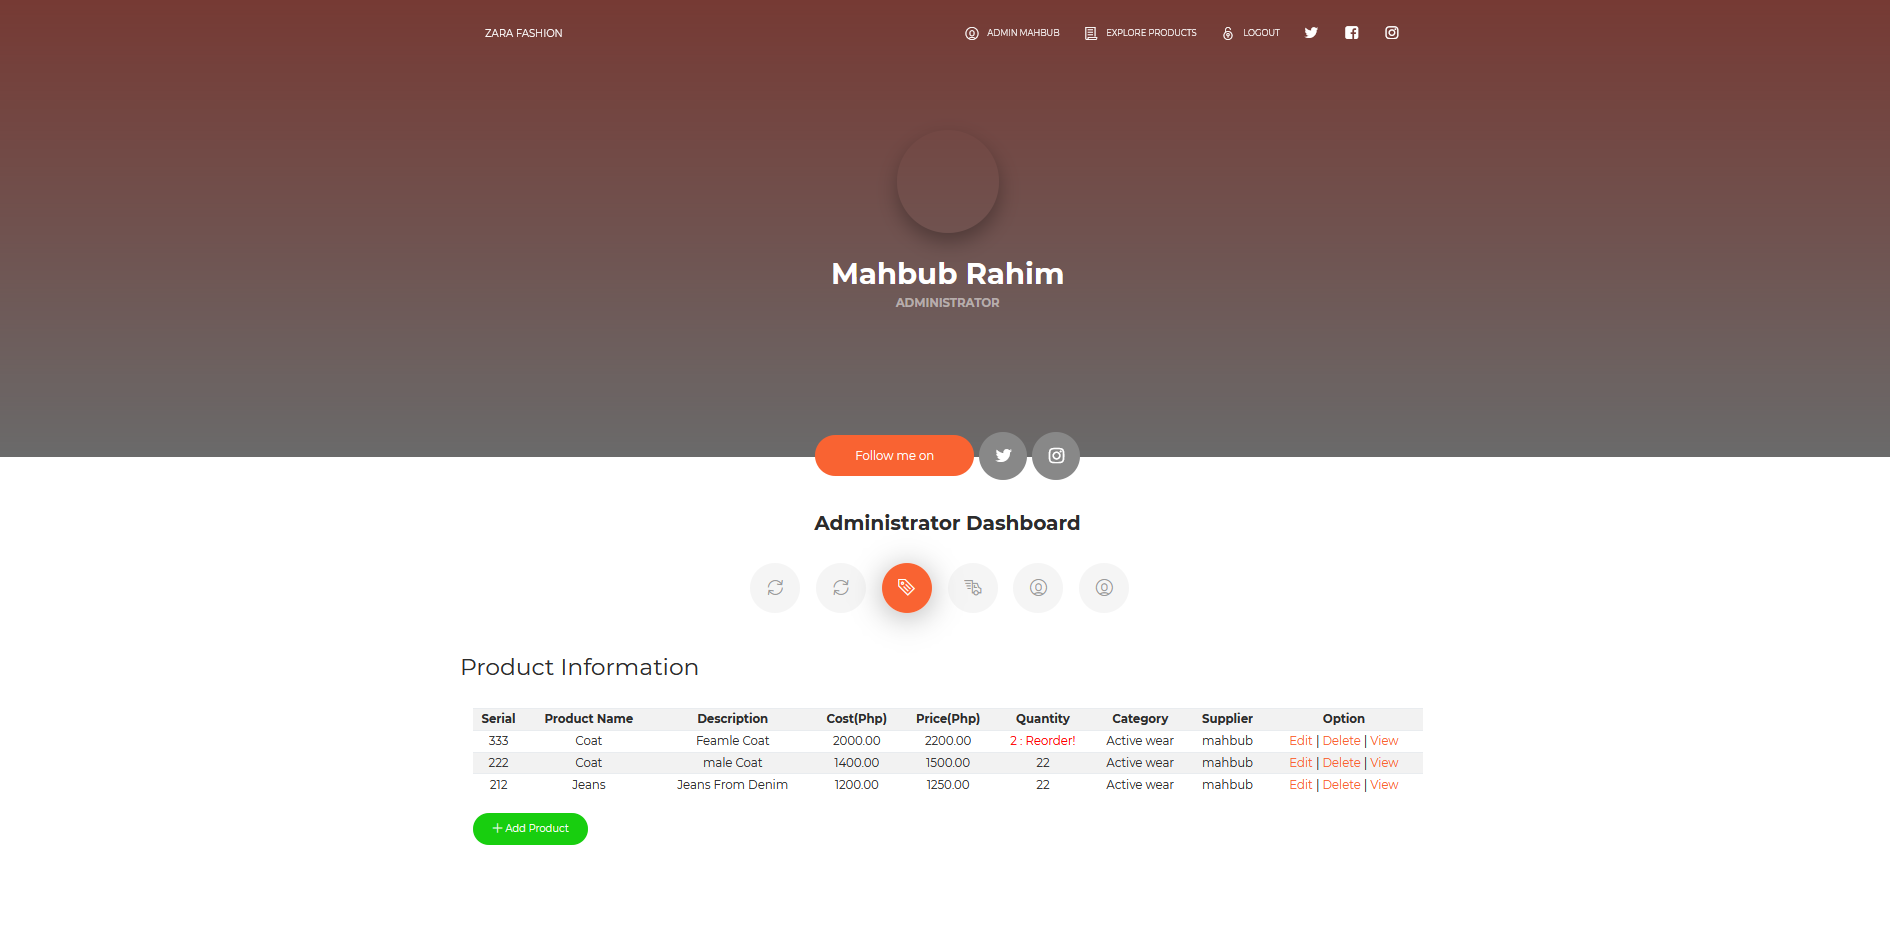 ZARA FASHION ADMIN MAHBUB EXPLORE PRODUCTS LOGOUT
Mahbub Rahim
ADMINISTRATOR
Follow me on
Administrator Dashboard
Product Information
Serial Product Name Description Cost(Php) Price(Php) Quantity Category Supplier Option
333 Coat Feamle Coat 2000.00 2200.00 2 : Reorder! Active wear mahbub Edit | Delete | View
222 Coat male Coat 1400.00 1500.00 22 Active wear mahbub Edit | Delete | View
212 Jeans Jeans From Denim 1200.00 1250.00 22 Active wear mahbub Edit | Delete | View
+ Add Product